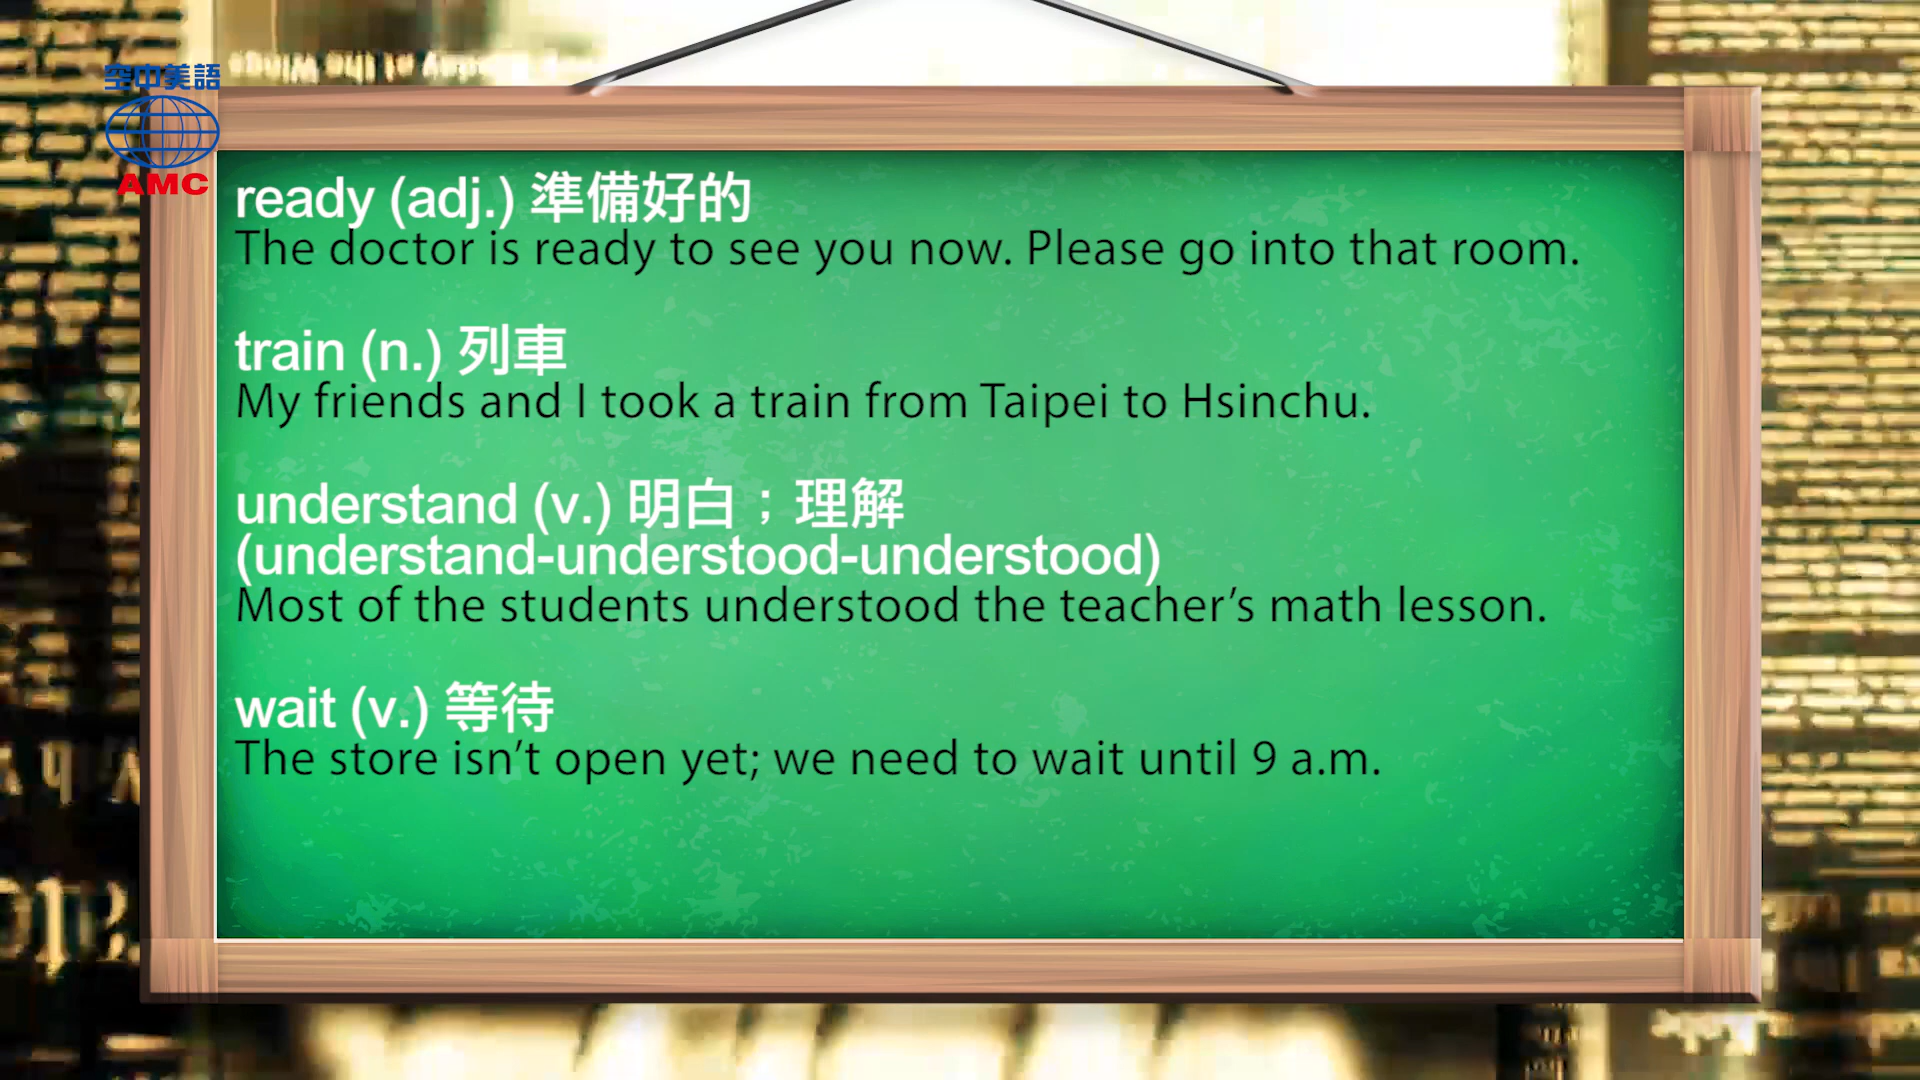 空中美語
AMC
ready (adj.) 準備好的
The doctor is ready to see you now. Please go into that room.
train (n.) 列車
My friends and I took a train from Taipei to Hsinchu.
understand (v.) 明白；理解
(understand-understood-understood)
Most of the students understood the teacher’s math lesson.
wait (v.) 等待
The store isn’t open yet; we need to wait until 9 a.m.